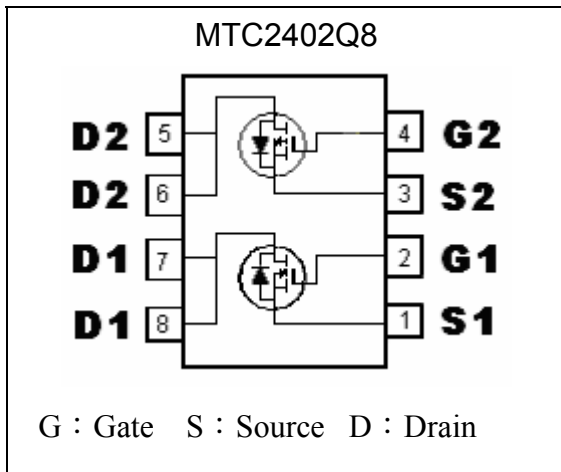 MTC2402Q8
D2 5 4 G2
D2 6 3 S2
D1 7 2 G1
D1 8 1 S1
G：Gate S：Source D：Drain